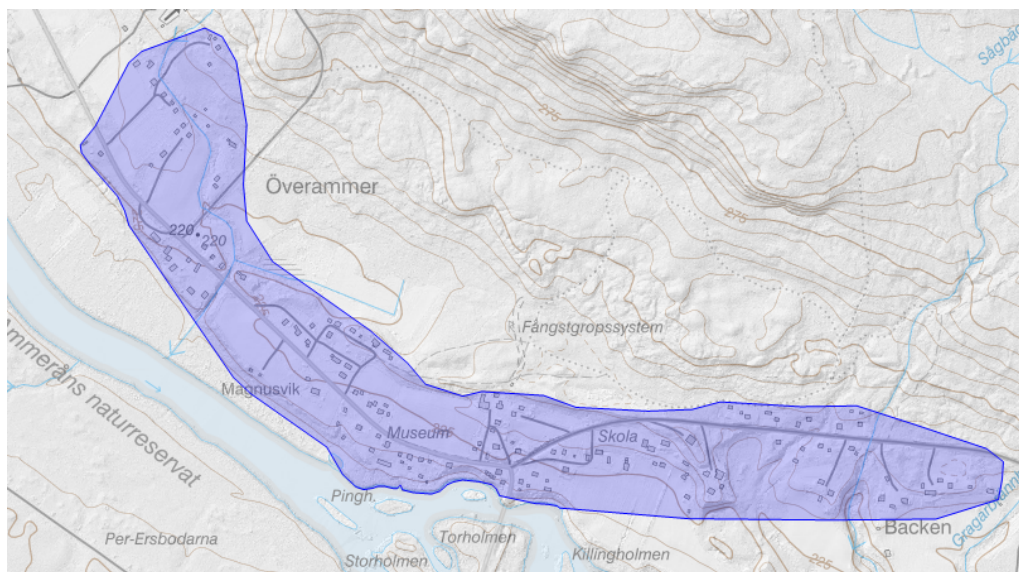 Sågbäc
275
Överammer
220 220
275
Fångstgropssystem
Ammeråns naturreservat
Magnusvik
Museum
Skola
Pingh.
Backen
Per-Ersbodarna
Storholmen
Torholmen
Killingholmen
225